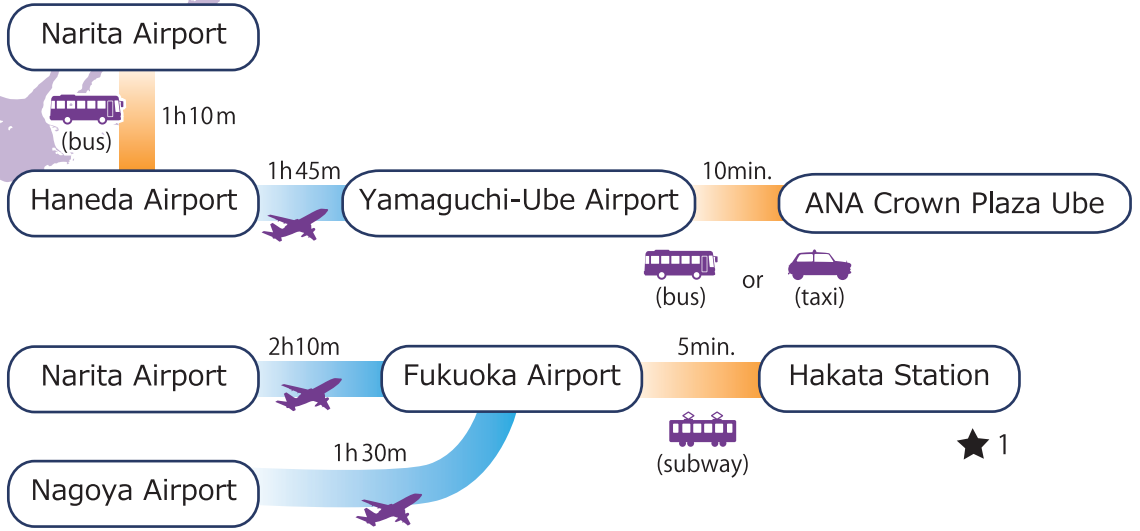 Narita Airport
1h10m
(bus)
1h45m
10min.
Haneda Airport
Yamaguchi-Ube Airport
ANA Crown Plaza Ube
(bus)
or
(taxi)
2h10m
5min.
Narita Airport
Fukuoka Airport
Hakata Station
★ 1
1h30m
(subway)
Nagoya Airport